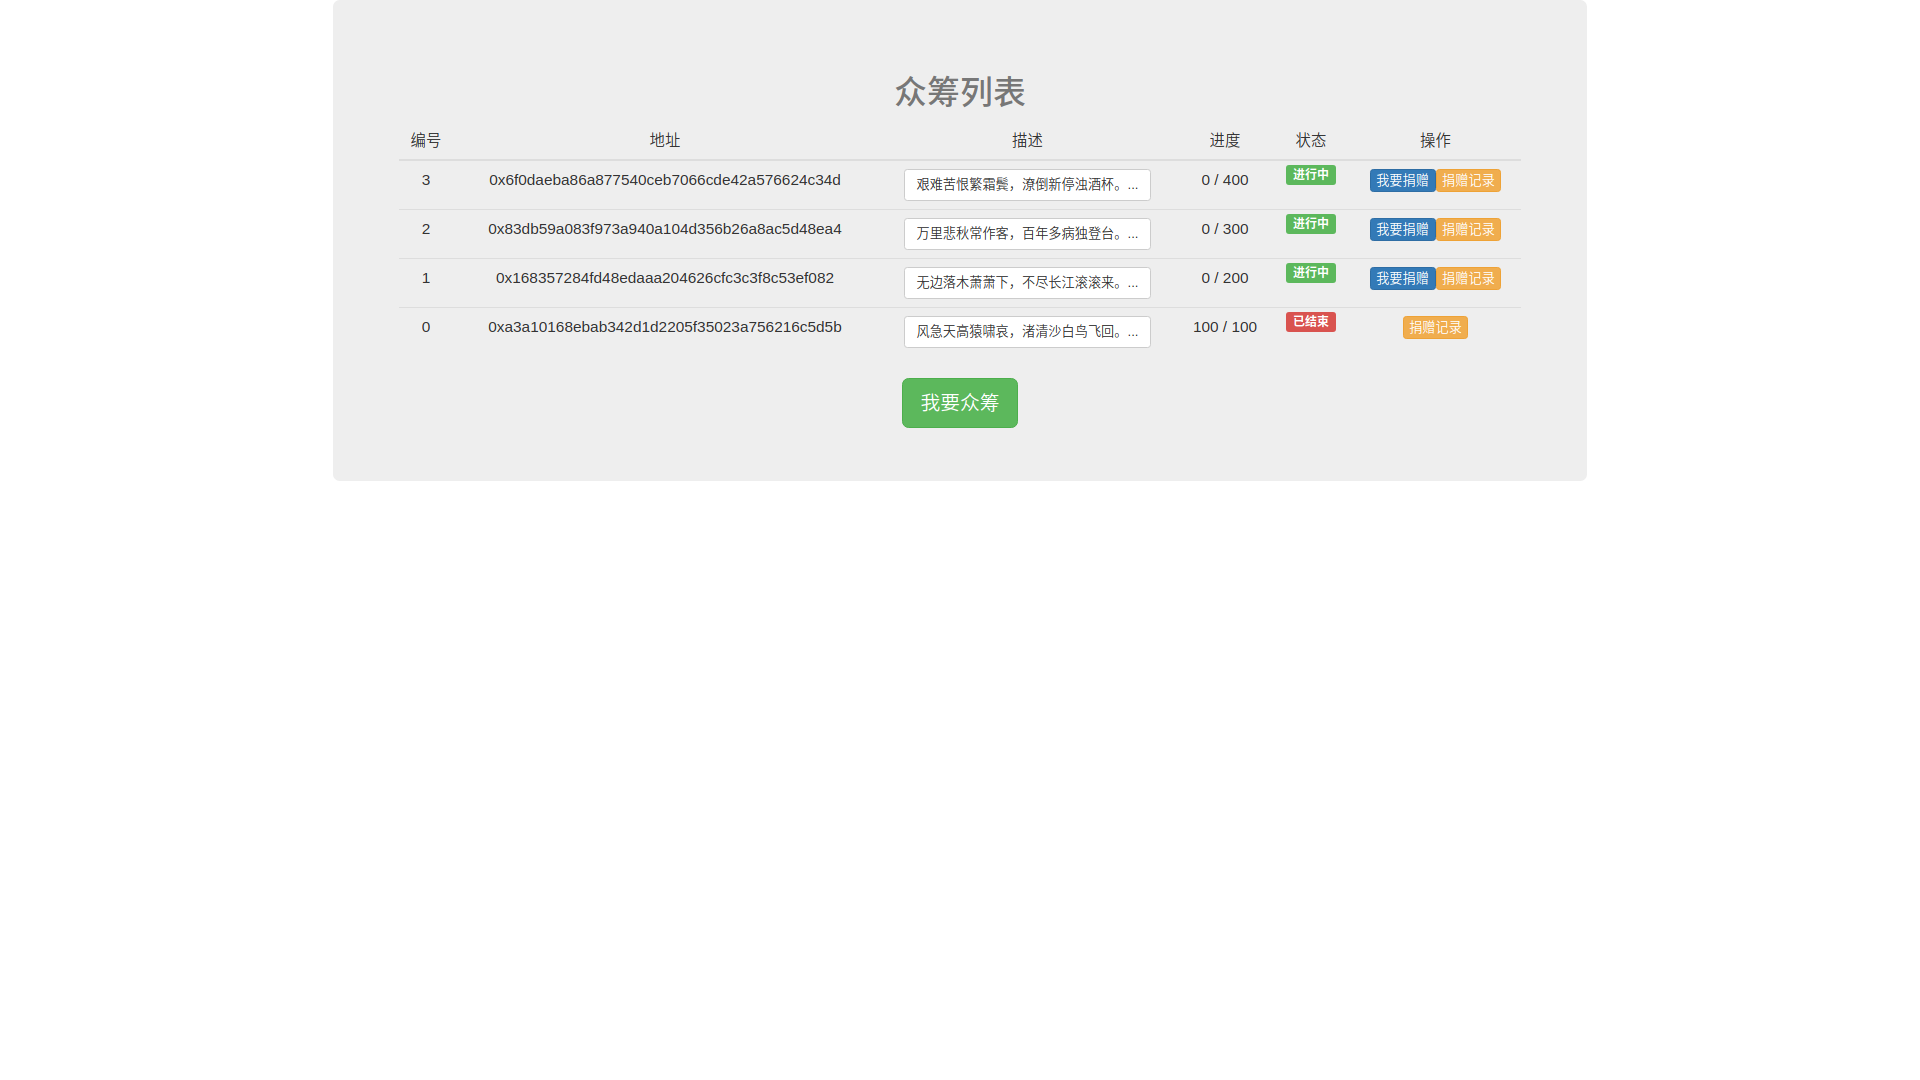 众筹列表
编号 地址 描述 进度 状态 操作
3 0x6f0daeba86a877540ceb7066cde42a576624c34d 艰难苦恨繁霜鬓，潦倒新停浊酒杯。... 0 / 400 进行中 我要捐赠 捐赠记录
2 0x83db59a083f973a940a104d356b26a8ac5d48ea4 万里悲秋常作客，百年多病独登台。... 0 / 300 进行中 我要捐赠 捐赠记录
1 0x168357284fd48edaaa204626cfc3c3f8c53ef082 无边落木萧萧下，不尽长江滚滚来。... 0 / 200 进行中 我要捐赠 捐赠记录
0 0xa3a10168ebab342d1d2205f35023a756216c5d5b 风急天高猿啸哀，渚清沙白鸟飞回。... 100 / 100 已结束 捐赠记录
我要众筹